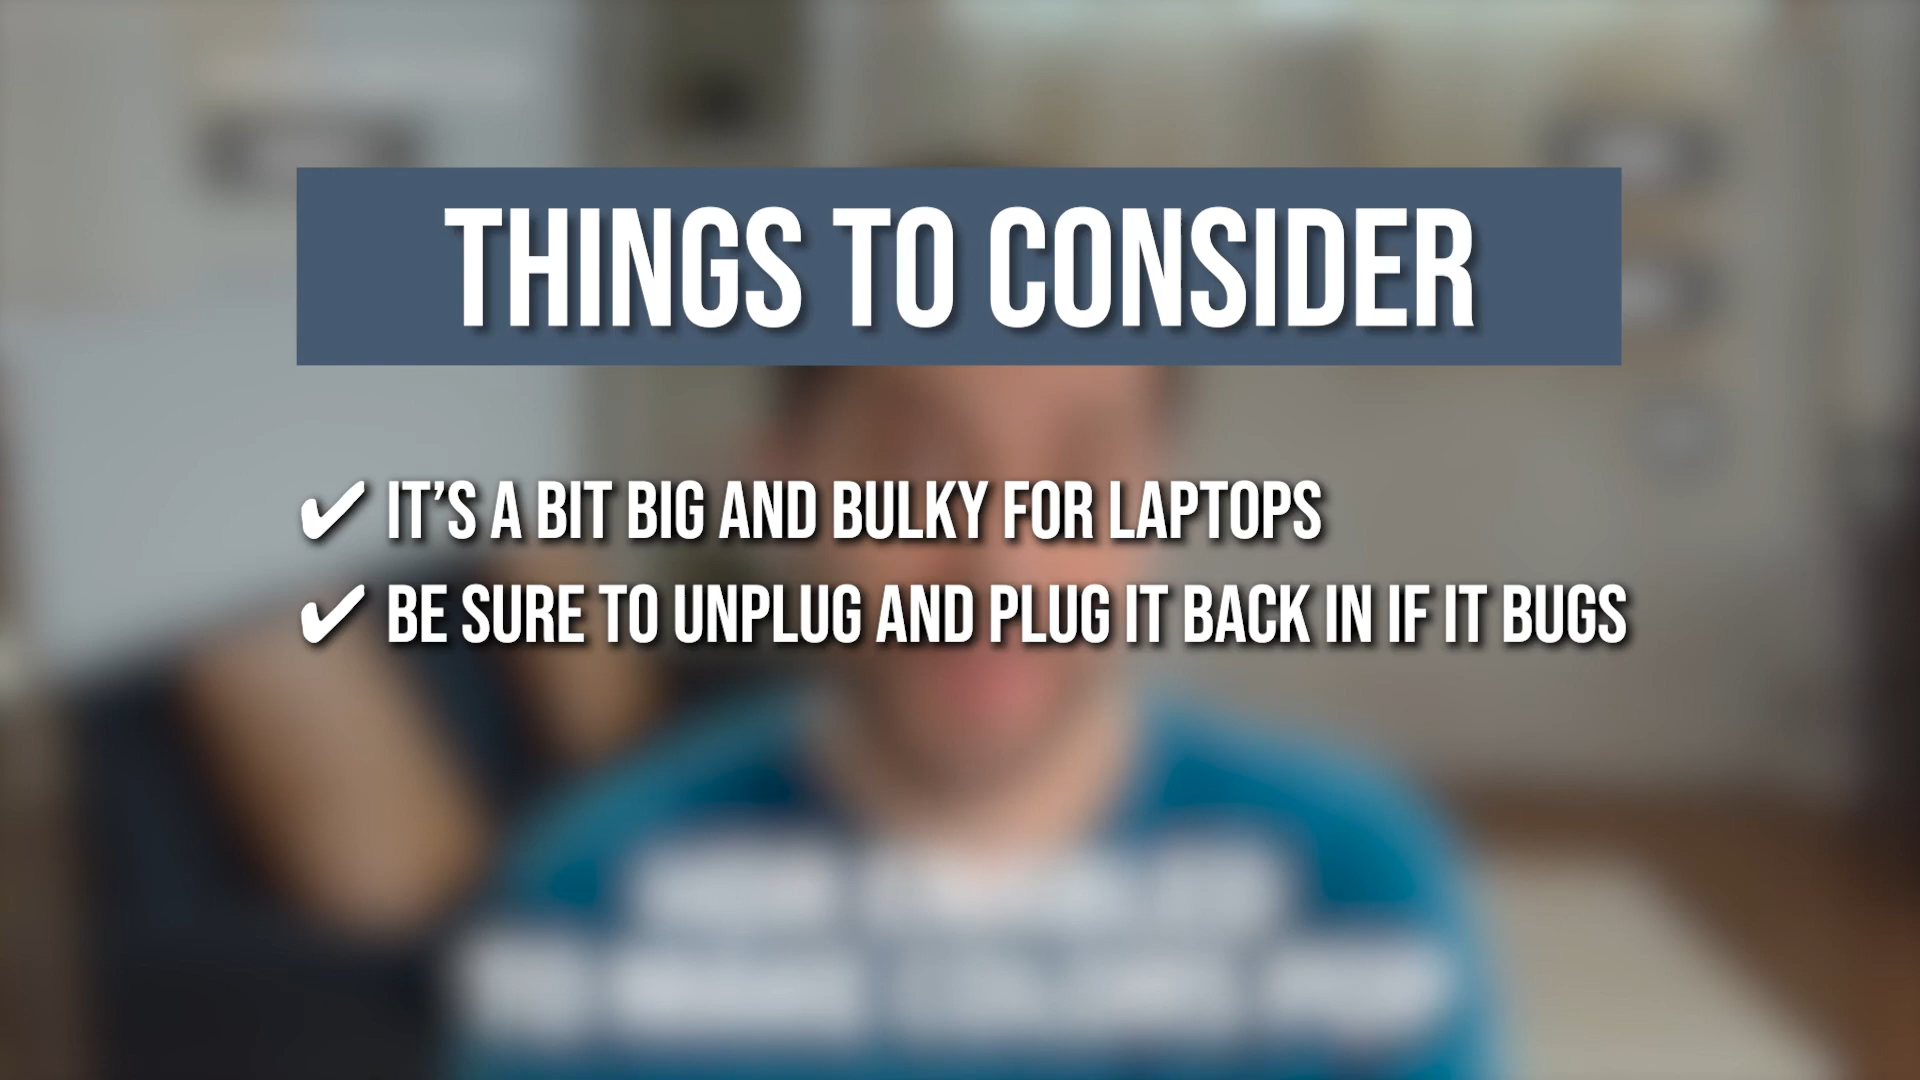 THINGS TO CONSIDER
✔ IT'S A BIT BIG AND BULKY FOR LAPTOPS
✔ BE SURE TO UNPLUG AND PLUG IT BACK IN IF IT BUGS